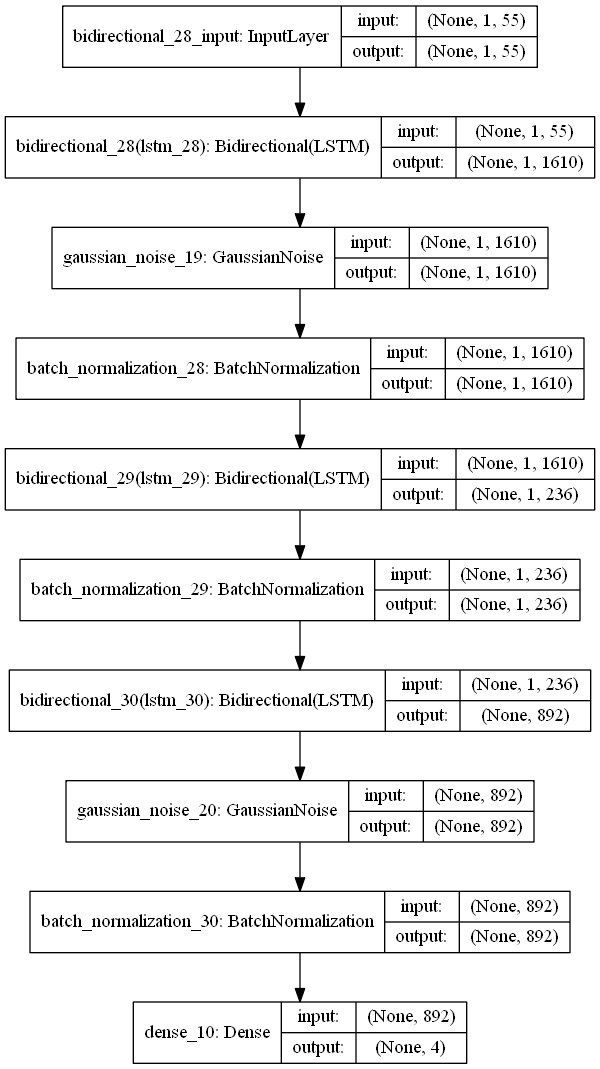 bidirectional_28_input: InputLayer
input: (None, 1, 55)
output: (None, 1, 55)
bidirectional_28(lstm_28): Bidirectional(LSTM)
input: (None, 1, 55)
output: (None, 1, 1610)
gaussian_noise_19: GaussianNoise
input: (None, 1, 1610)
output: (None, 1, 1610)
batch_normalization_28: BatchNormalization
input: (None, 1, 1610)
output: (None, 1, 1610)
bidirectional_29(lstm_29): Bidirectional(LSTM)
input: (None, 1, 1610)
output: (None, 1, 236)
batch_normalization_29: BatchNormalization
input: (None, 1, 236)
output: (None, 1, 236)
bidirectional_30(lstm_30): Bidirectional(LSTM)
input: (None, 1, 236)
output: (None, 892)
gaussian_noise_20: GaussianNoise
input: (None, 892)
output: (None, 892)
batch_normalization_30: BatchNormalization
input: (None, 892)
output: (None, 892)
dense_10: Dense
input: (None, 892)
output: (None, 4)